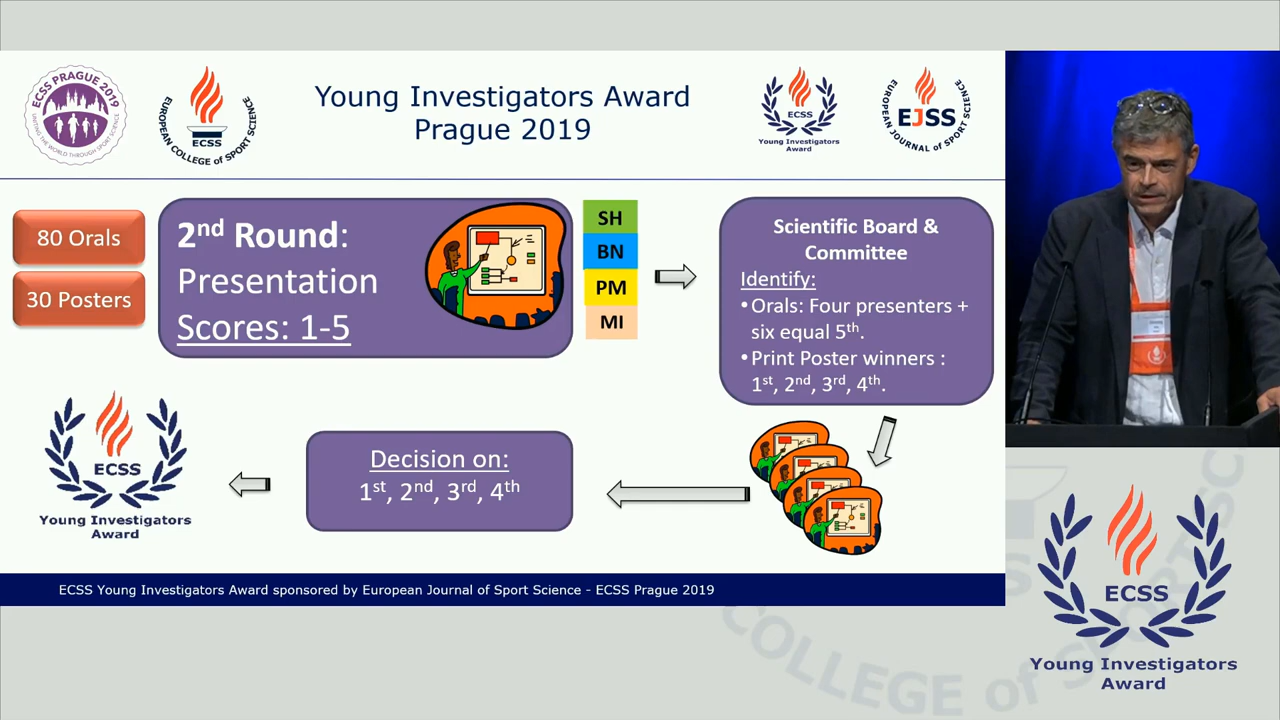 ECSS PRAGUE 2019
UNITING THE WORLD THROUGH SPORT SCIENCE
EUROPEAN COLLEGE of SPORT SCIENCE
ECSS
Young Investigators Award
Prague 2019
ECSS
Young Investigators
Award
EUROPEAN JOURNAL of SPORT SCIENCE
EJSS
80 Orals
30 Posters
2nd Round:
Presentation
Scores: 1-5
SH
BN
PM
MI
Scientific Board &
Committee
Identify:
•Orals: Four presenters +
six equal 5th.
•Print Poster winners :
1st, 2nd, 3rd, 4th.
ECSS
Young Investigators
Award
Decision on:
1st, 2nd, 3rd, 4th
ECSS Young Investigators Award sponsored by European Journal of Sport Science - ECSS Prague 2019
ECSS
Young Investigators
Award
COLLEGE of